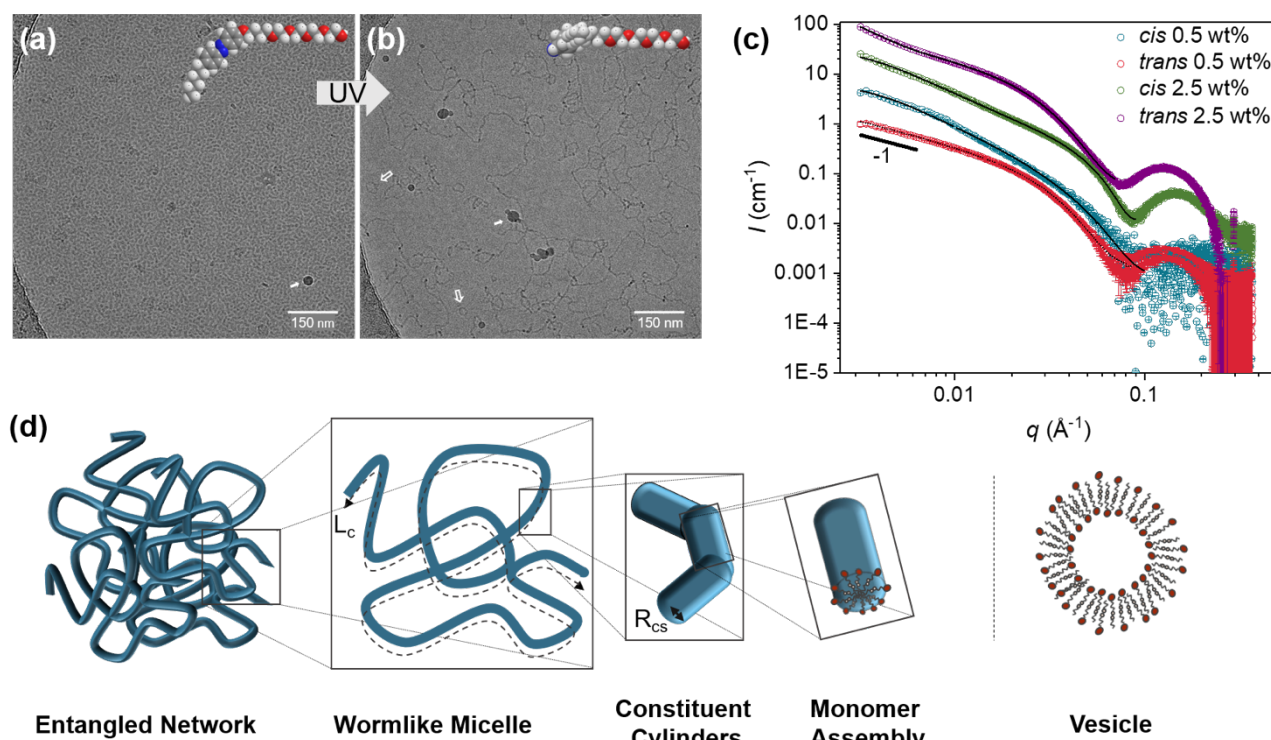 (a)
(b)
UV
150 nm
150 nm
(c)
100
10
1
0.1
0.01
0.001
1E-4
1E-5
I (cm⁻¹)
-1
cis 0.5 wt%
trans 0.5 wt%
cis 2.5 wt%
trans 2.5 wt%
0.01
0.1
q (Å⁻¹)
(d)
L꜀
R꜀ₛ
Entangled Network
Wormlike Micelle
Constituent
Cylinders
Monomer
Assembly
Vesicle